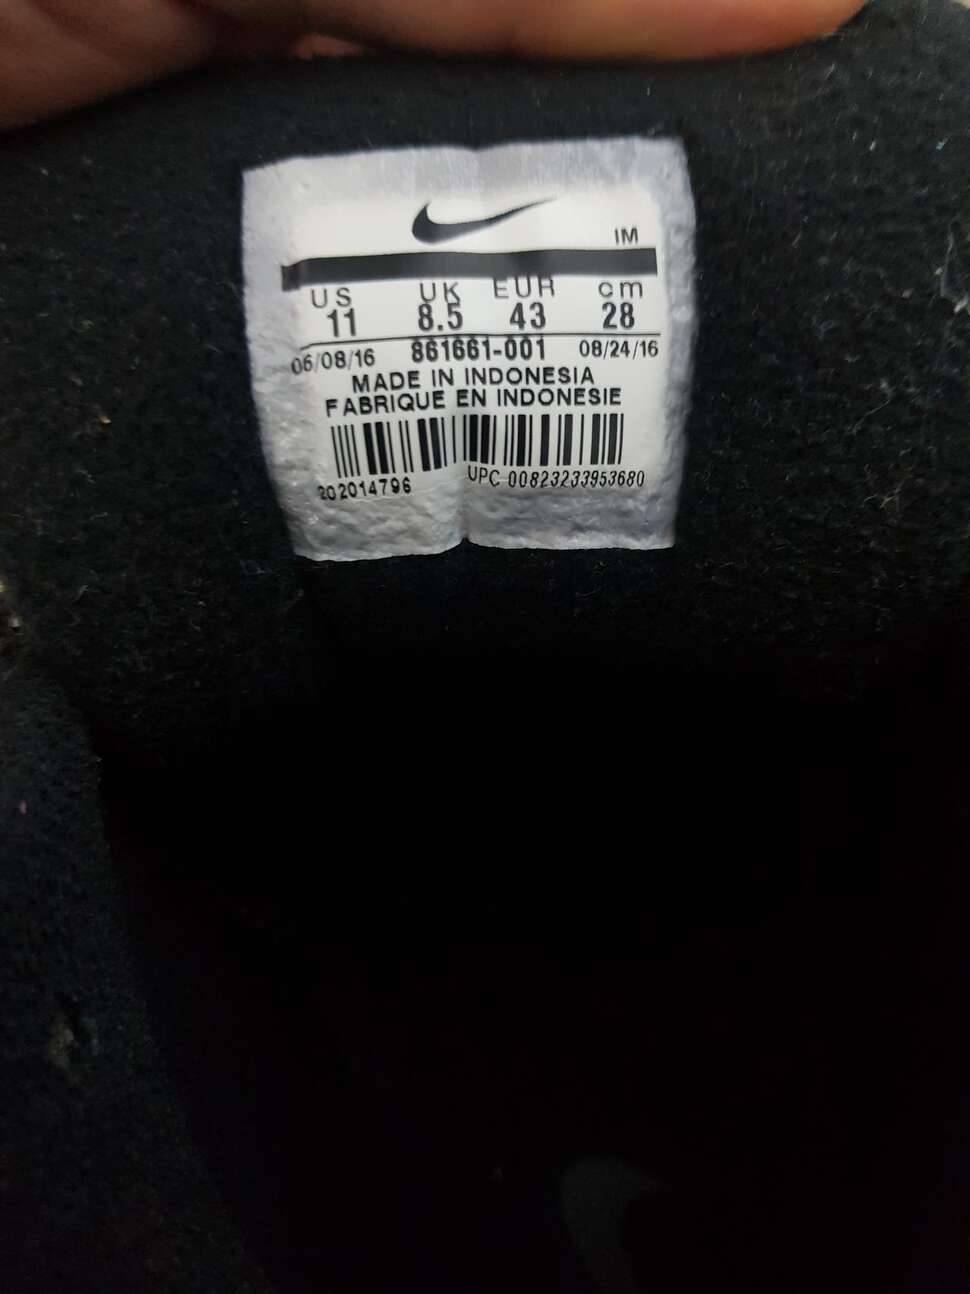 IM
US UK EUR cm
11 8.5 43 28
06/08/16 861661-001 08/24/16
MADE IN INDONESIA
FABRIQUE EN INDONESIE
202014796 UPC 00823233953680